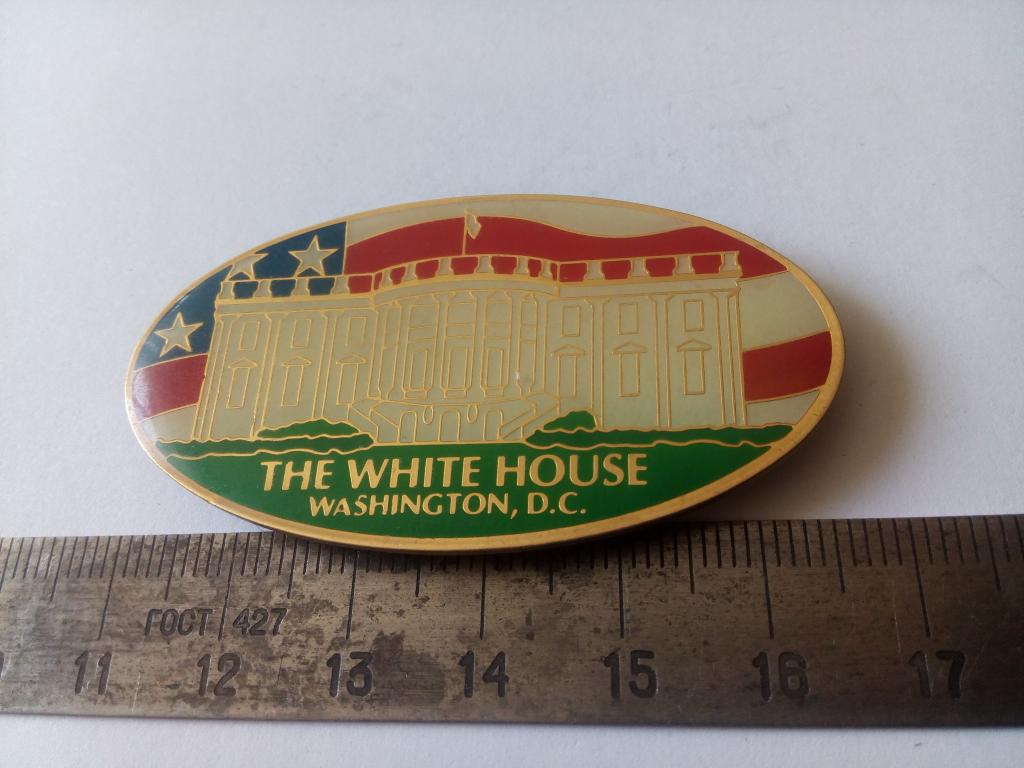 THE WHITE HOUSE
WASHINGTON, D.C.
ГОСТ 427
11 12 13 14 15 16 17